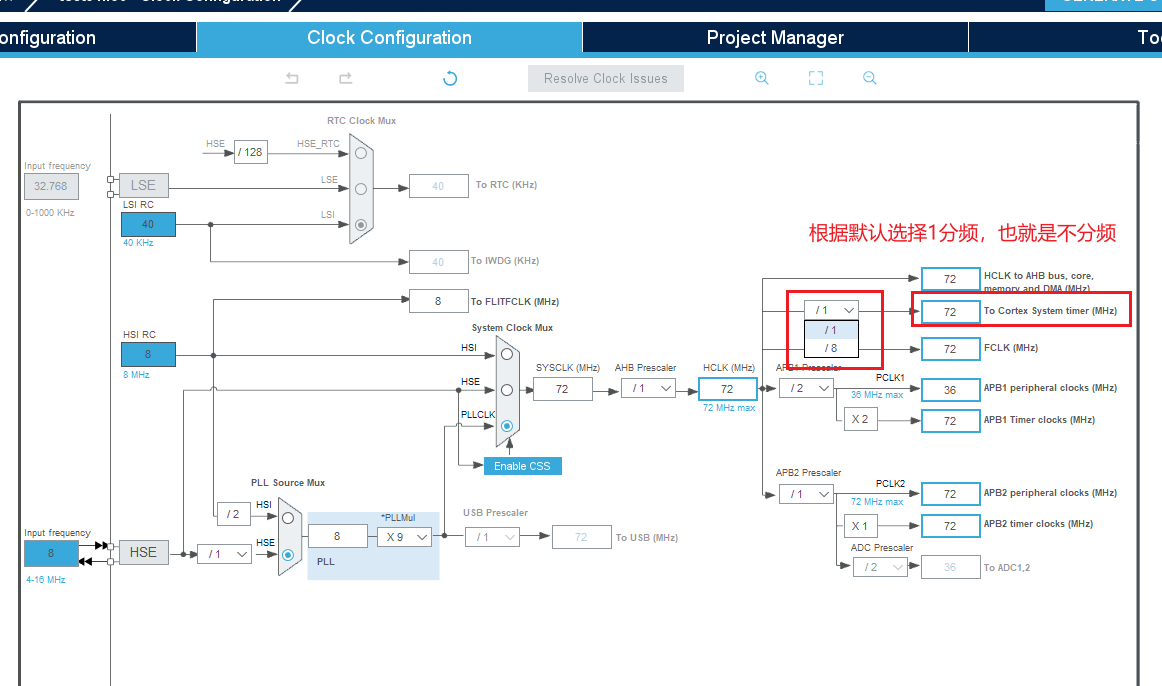 Clock Configuration
onfiguration
Clock Configuration
Project Manager
Resolve Clock Issues
RTC Clock Mux
HSE
/ 128
HSE_RTC
Input frequency
32.768
0-1000 KHz
LSE
LSE
40
To RTC (KHz)
LSI RC
40
40 KHz
LSI
根据默认选择1分频，也就是不分频
40
To IWDG (KHz)
72
HCLK to AHB bus, core,
memory and DMA (MHz)
8
To FLITFCLK (MHz)
/ 1
/ 1
/ 8
72
To Cortex System timer (MHz)
System Clock Mux
HSI RC
8
8 MHz
HSI
72
FCLK (MHz)
SYSCLK (MHz)
AHB Prescaler
HCLK (MHz)
APB1 Prescaler
HSE
72
/ 1
72
72 MHz max
/ 2
PCLK1
36 MHz max
36
APB1 peripheral clocks (MHz)
PLLCLK
X 2
72
APB1 Timer clocks (MHz)
Enable CSS
APB2 Prescaler
PLL Source Mux
/ 1
PCLK2
72 MHz max
72
APB2 peripheral clocks (MHz)
/ 2
HSI
*PLLMul
USB Prescaler
X 1
72
APB2 timer clocks (MHz)
Input frequency
8
4-16 MHz
HSE
/ 1
HSE
8
X 9
PLL
/ 1
72
To USB (MHz)
ADC Prescaler
/ 2
36
To ADC1,2